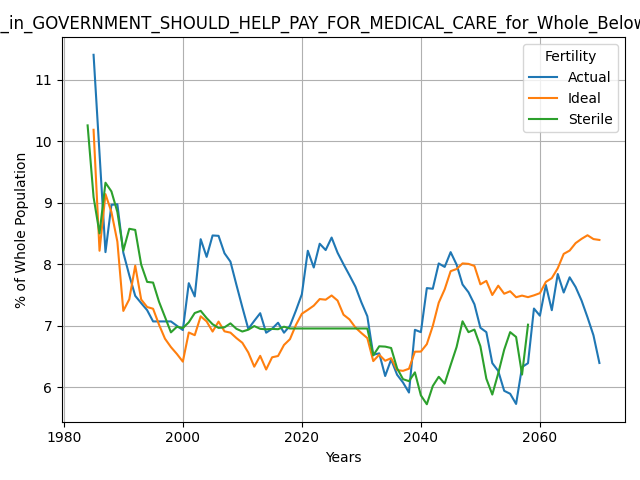 _in_GOVERNMENT_SHOULD_HELP_PAY_FOR_MEDICAL_CARE_for_Whole_Below
Fertility
Actual
Ideal
Sterile
% of Whole Population
11
10
9
8
7
6
1980
2000
2020
2040
2060
Years